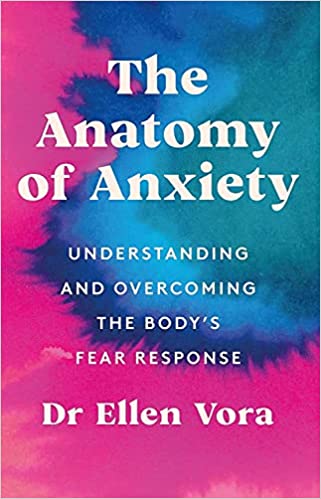 The
Anatomy
of Anxiety
UNDERSTANDING
AND OVERCOMING
THE BODY'S
FEAR RESPONSE
Dr Ellen Vora